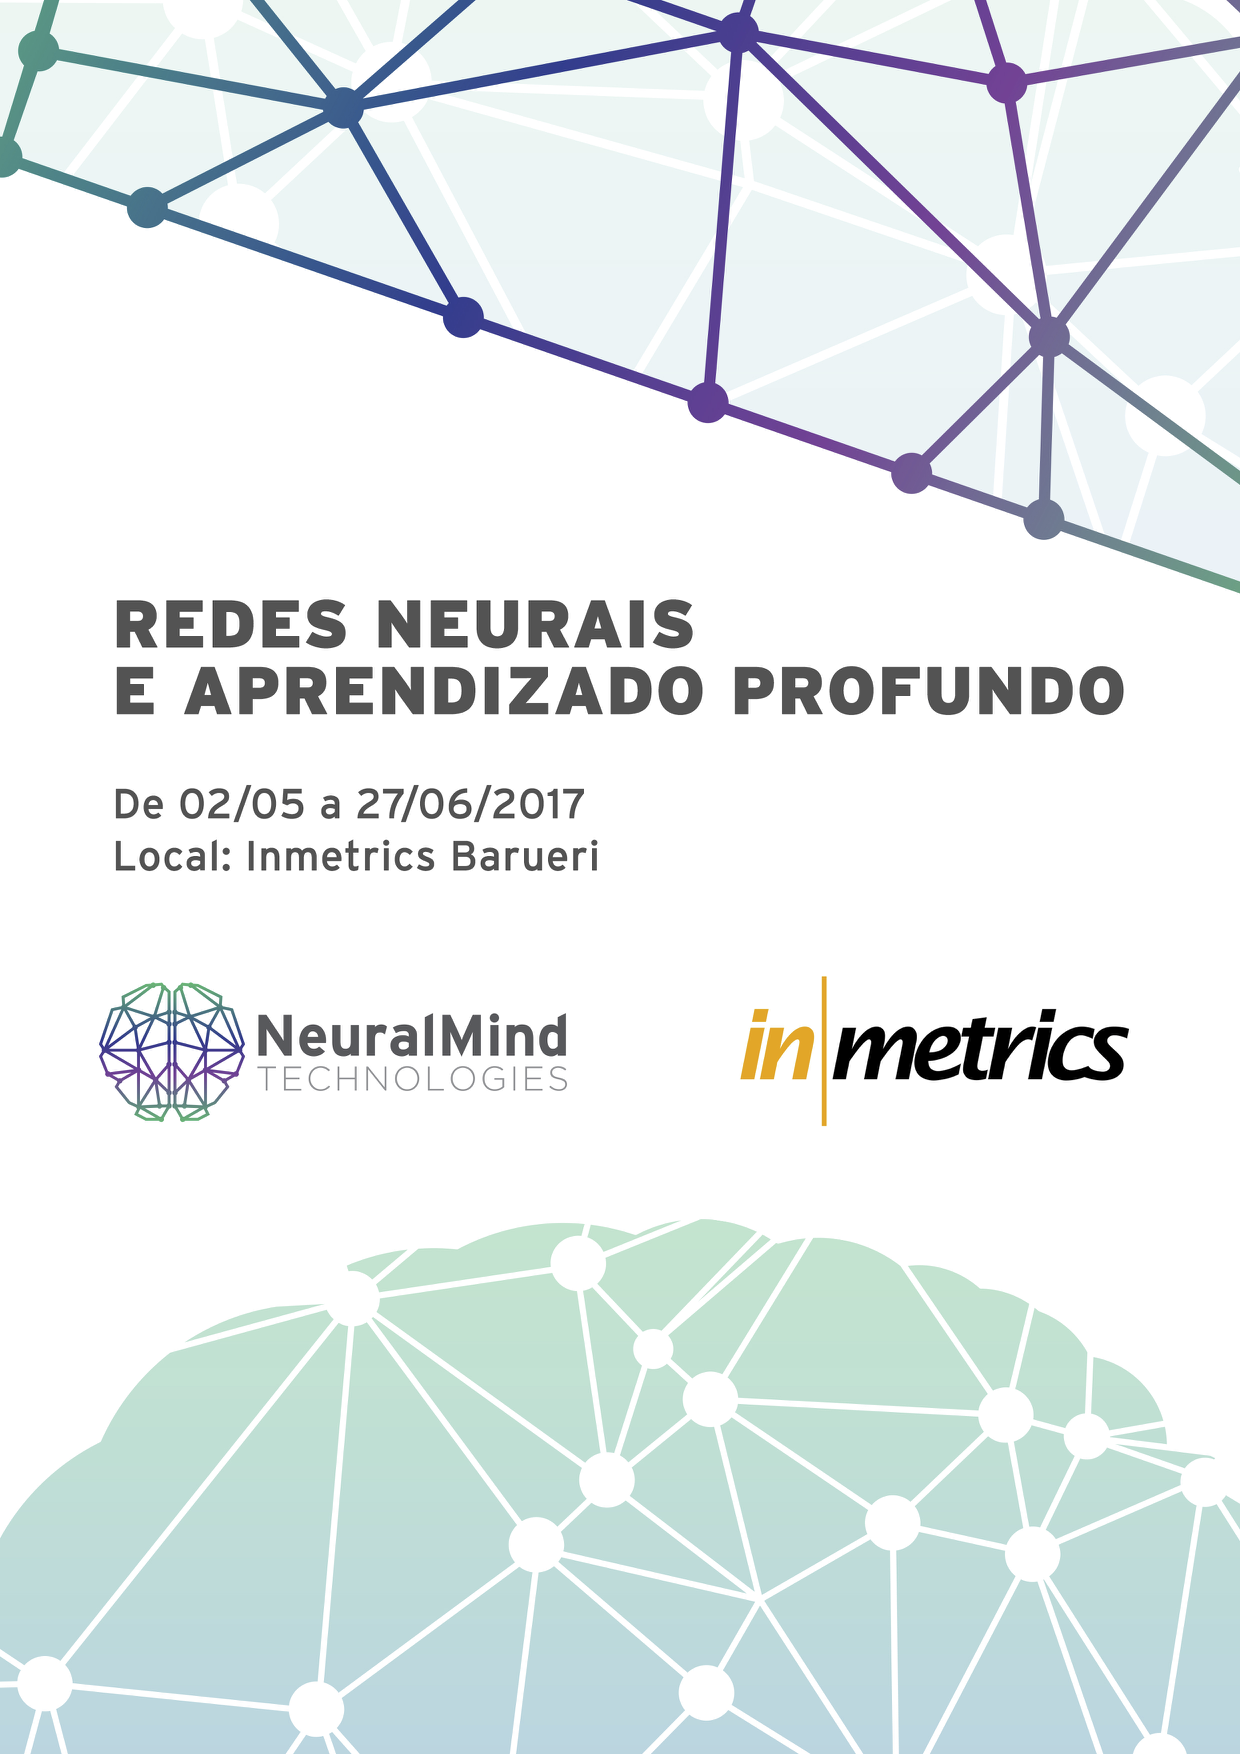 REDES NEURAIS
E APRENDIZADO PROFUNDO
De 02/05 a 27/06/2017
Local: Inmetrics Barueri
NeuralMind
TECHNOLOGIES
in|metrics